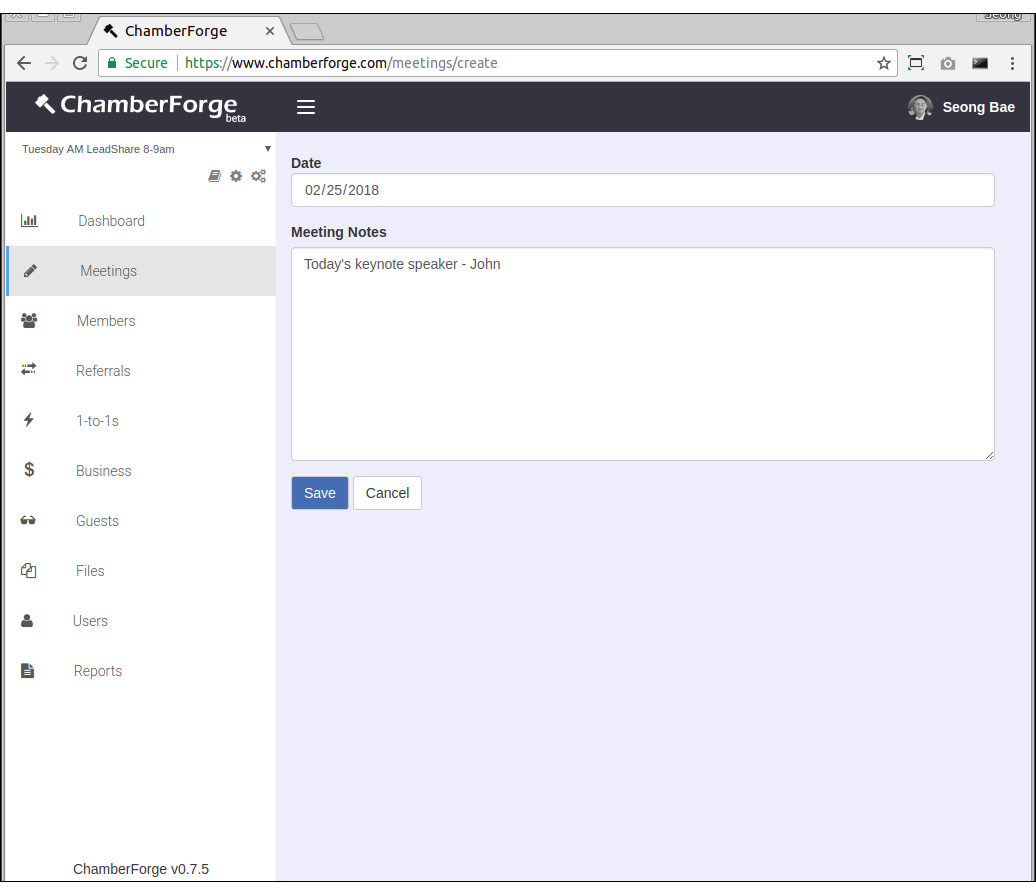 Seong
ChamberForge
Secure https://www.chamberforge.com/meetings/create
ChamberForge
beta
Seong Bae
Tuesday AM LeadShare 8-9am
Dashboard
Meetings
Members
Referrals
1-to-1s
Business
Guests
Files
Users
Reports
ChamberForge v0.7.5
Date
02/25/2018
Meeting Notes
Today's keynote speaker - John
Save Cancel